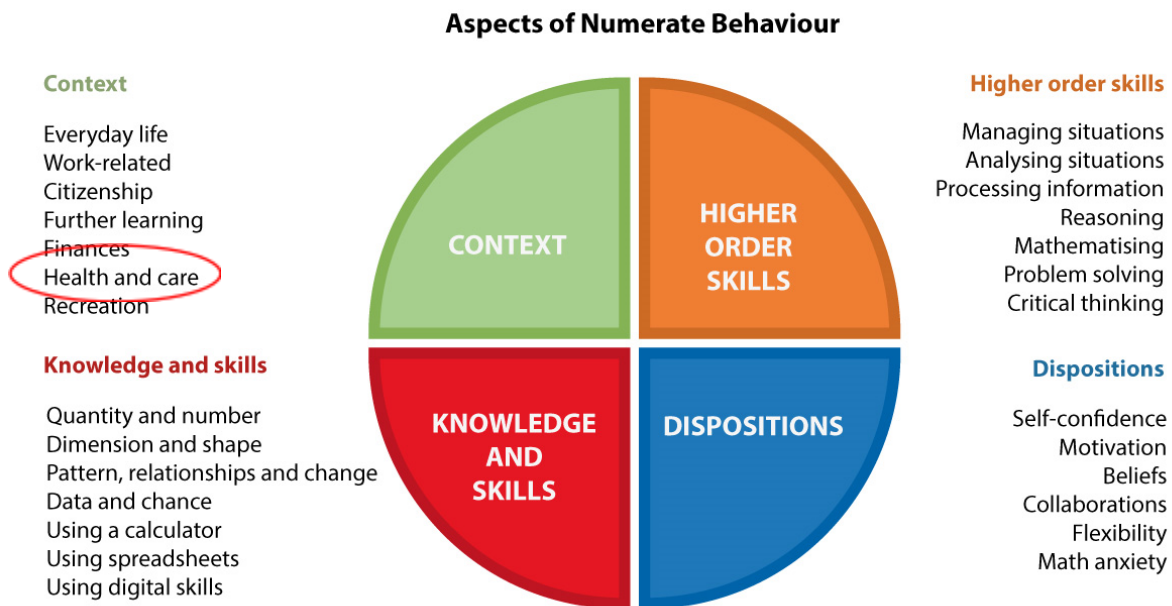 Aspects of Numerate Behaviour
Context
Everyday life
Work-related
Citizenship
Further learning
Finances
Health and care
Recreation
Higher order skills
Managing situations
Analysing situations
Processing information
Reasoning
Mathematising
Problem solving
Critical thinking
CONTEXT
HIGHER
ORDER
SKILLS
KNOWLEDGE
AND
SKILLS
DISPOSITIONS
Knowledge and skills
Quantity and number
Dimension and shape
Pattern, relationships and change
Data and chance
Using a calculator
Using spreadsheets
Using digital skills
Dispositions
Self-confidence
Motivation
Beliefs
Collaborations
Flexibility
Math anxiety